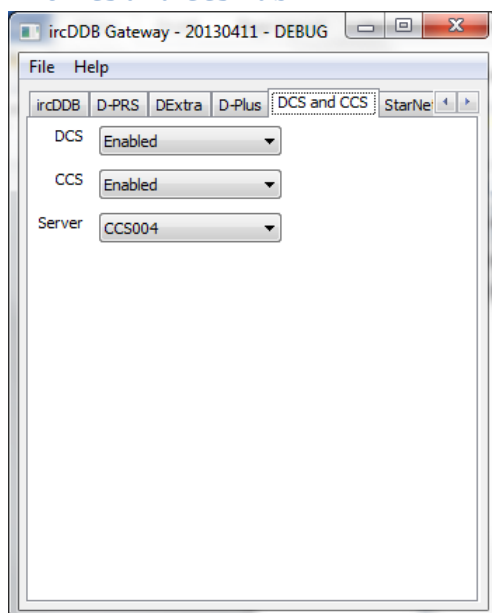 ircDDB Gateway - 20130411 - DEBUG
File Help
ircDDB D-PRS DExtra D-Plus DCS and CCS StarNe
DCS Enabled
CCS Enabled
Server CCS004